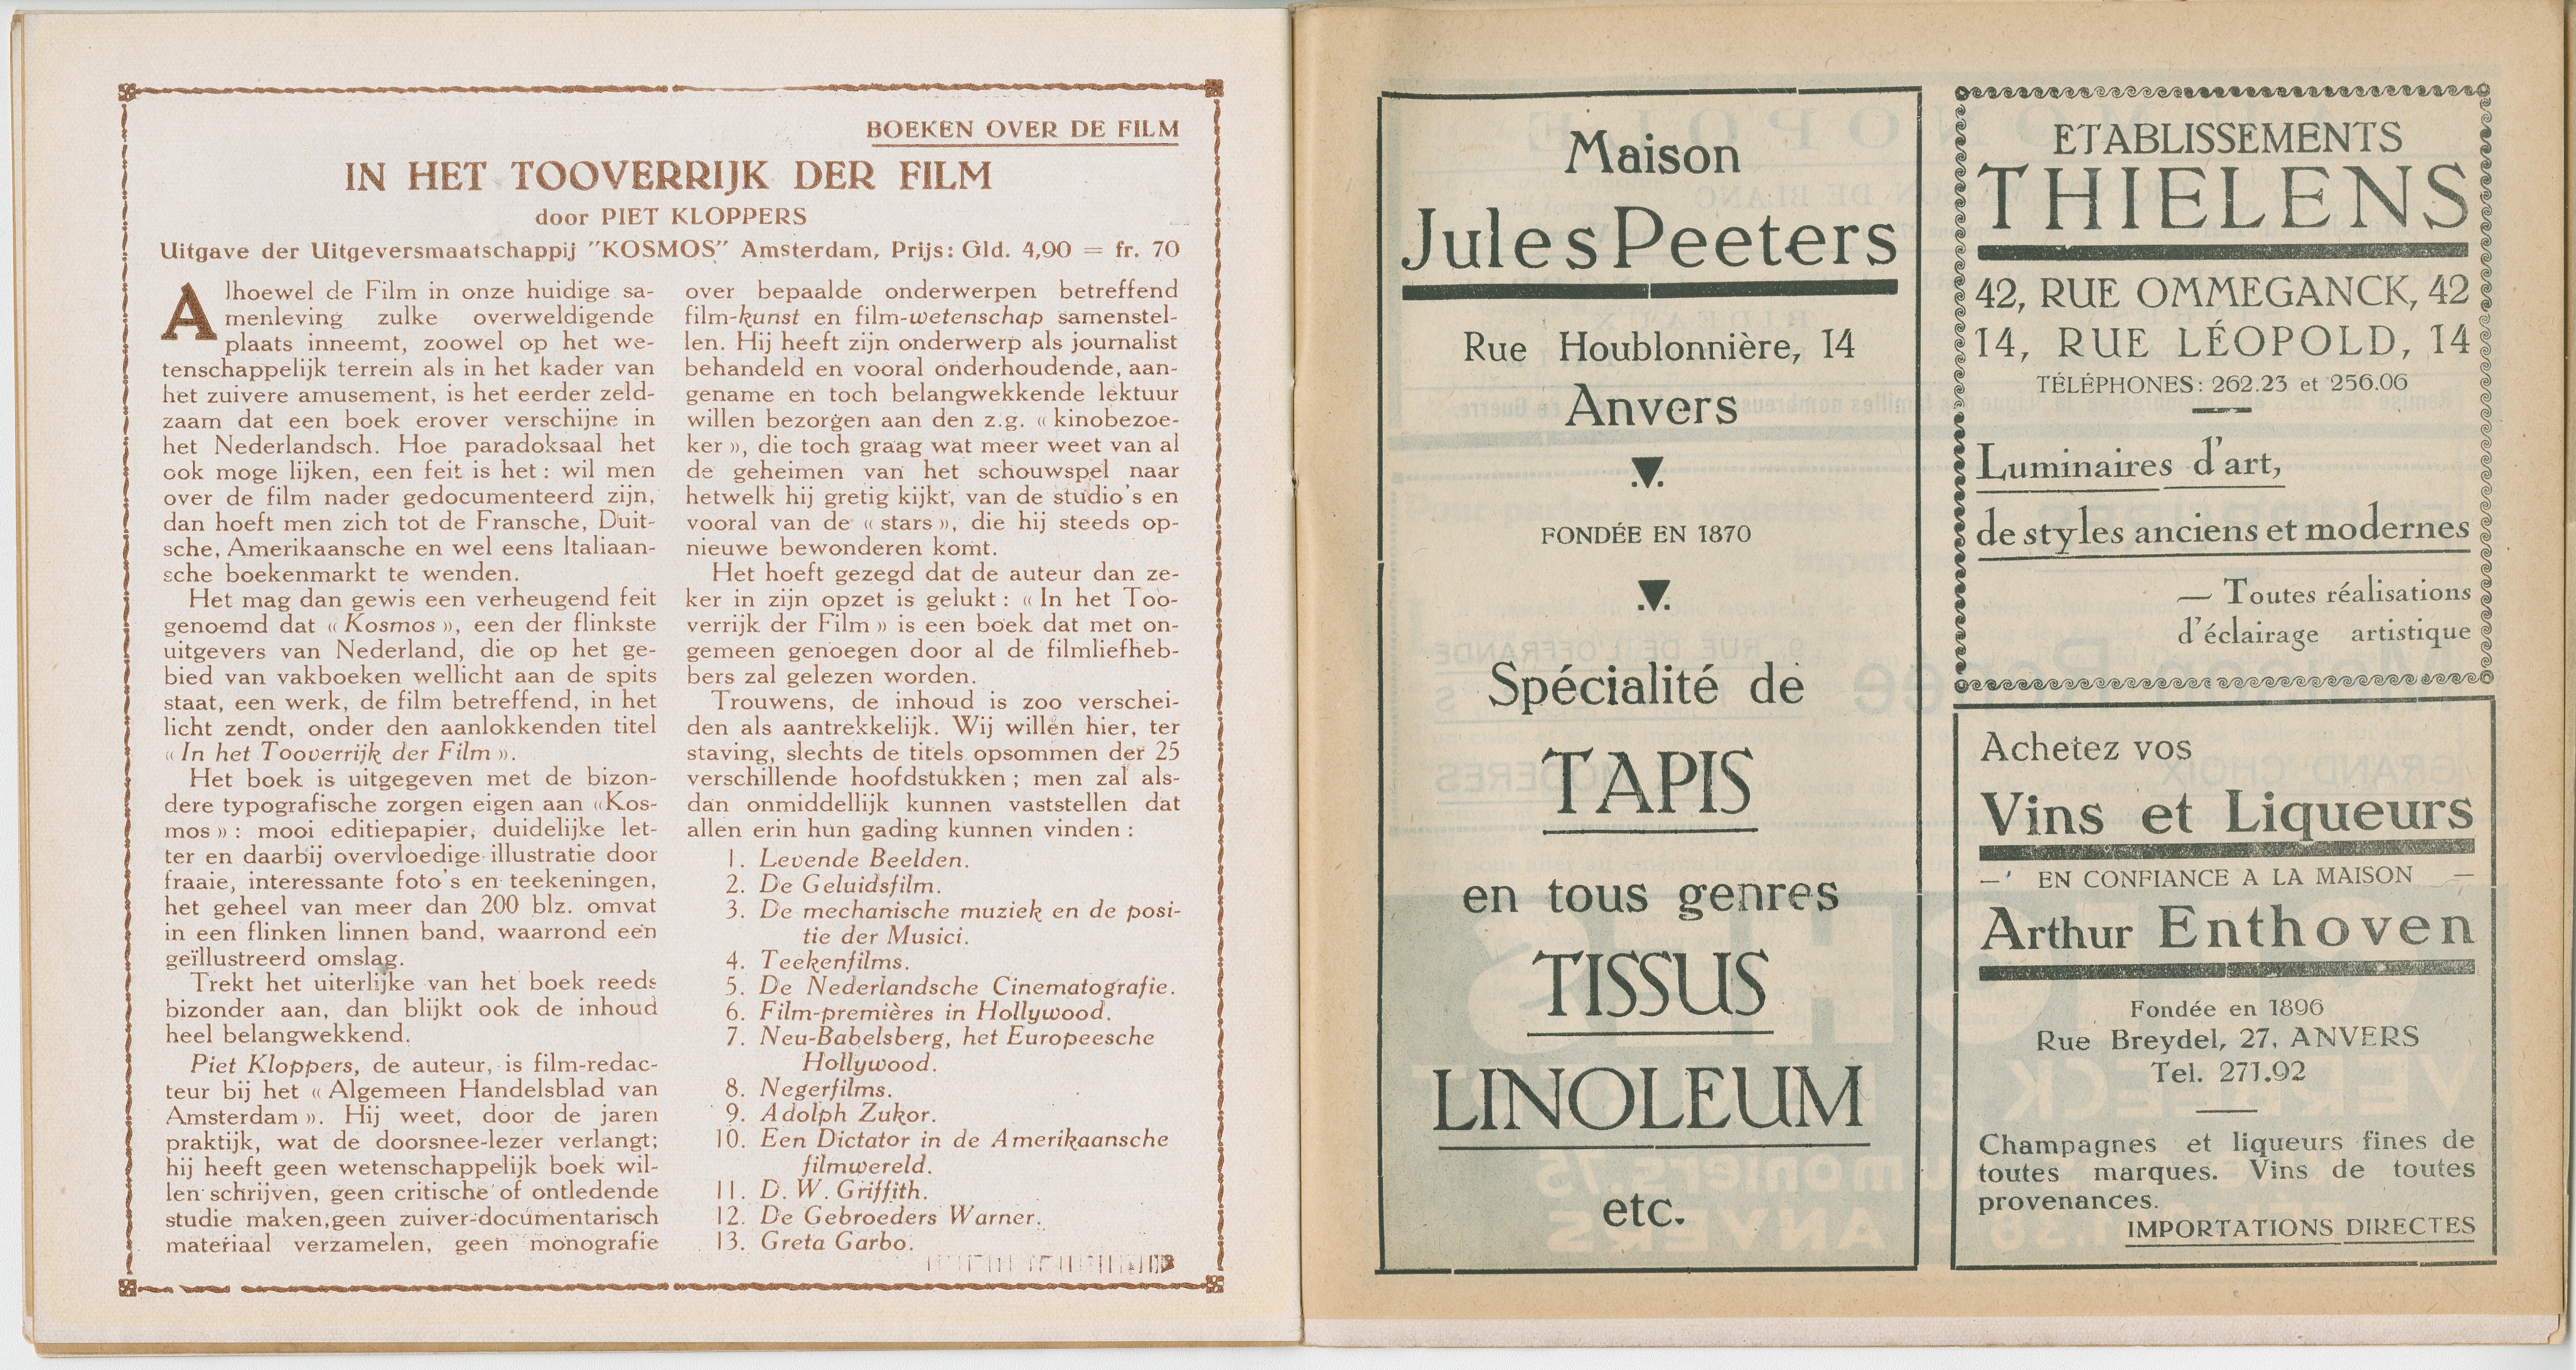 BOEKEN OVER DE FILM
IN HET TOOVERRIJK DER FILM
door PIET KLOPPERS
Uitgave der Uitgeversmaatschappij "KOSMOS" Amsterdam, Prijs: Gld. 4,90 = fr. 70
Alhoewel de Film in onze huidige sa-
menleving zulke overweldigende
plaats inneemt, zoowel op het we-
tenschappelijk terrein als in het kader van
het zuivere amusement, is het eerder zeld-
zaam dat een boek erover verschijne in
het Nederlandsch. Hoe paradoksaal het
ook moge lijken, een feit is het : wil men
over de film nader gedocumenteerd zijn,
dan hoeft men zich tot de Fransche, Duit-
sche, Amerikaansche en wel eens Italiaan-
sche boekenmarkt te wenden.
Het mag dan gewis een verheugend feit
genoemd dat « Kosmos », een der flinkste
uitgevers van Nederland, die op het ge-
bied van vakboeken wellicht aan de spits
staat, een werk, de film betreffend, in het
licht zendt, onder den aanlokkenden titel
« In het Tooverrijk der Film ».
Het boek is uitgegeven met de bizon-
dere typografische zorgen eigen aan «Kos-
mos » : mooi editiepapier, duidelijke let-
ter en daarbij overvloedige illustratie door
fraaie, interessante foto's en teekeningen,
het geheel van meer dan 200 blz. omvat
in een flinken linnen band, waarrond een
geïllustreerd omslag.
Trekt het uiterlijke van het boek reeds
bizonder aan, dan blijkt ook de inhoud
heel belangwekkend.
Piet Kloppers, de auteur, is film-redac-
teur bij het « Algemeen Handelsblad van
Amsterdam ». Hij weet, door de jaren
praktijk, wat de doorsnee-lezer verlangt;
hij heeft geen wetenschappelijk boek wil-
len schrijven, geen critische of ontledende
studie maken,geen zuiver-documentarisch
materiaal verzamelen, geen monografie
over bepaalde onderwerpen betreffend
film-kunst en film-wetenschap samenstel-
len. Hij heeft zijn onderwerp als journalist
behandeld en vooral onderhoudende, aan-
gename en toch belangwekkende lektuur
willen bezorgen aan den z.g. « kinobezoe-
ker », die toch graag wat meer weet van al
de geheimen van het schouwspel naar
hetwelk hij gretig kijkt, van de studio's en
vooral van de « stars », die hij steeds op-
nieuwe bewonderen komt.
Het hoeft gezegd dat de auteur dan ze-
ker in zijn opzet is gelukt : « In het Too-
verrijk der Film » is een boek dat met on-
gemeen genoegen door al de filmliefheb-
bers zal gelezen worden.
Trouwens, de inhoud is zoo verschei-
den als aantrekkelijk. Wij willen hier, ter
staving, slechts de titels opsommen der 25
verschillende hoofdstukken ; men zal als-
dan onmiddellijk kunnen vaststellen dat
allen erin hun gading kunnen vinden :
1. Levende Beelden.
2. De Geluidsfilm.
3. De mechanische muziek en de posi-
tie der Musici.
4. Teekenfilms.
5. De Nederlandsche Cinematografie.
6. Film-premières in Hollywood.
7. Neu-Babelsberg, het Europeesche
Hollywood.
8. Negerfilms.
9. Adolph Zukor.
10. Een Dictator in de Amerikaansche
filmwereld.
11. D. W. Griffith.
12. De Gebroeders Warner.
13. Greta Garbo.
Maison
Jules Peeters
Rue Houblonnière, 14
Anvers
FONDÉE EN 1870
Spécialité de
TAPIS
en tous genres
TISSUS
LINOLEUM
etc.
ETABLISSEMENTS
THIELENS
42, RUE OMMEGANCK, 42
14, RUE LÉOPOLD, 14
TÉLÉPHONES : 262.23 et 256.06
Luminaires d'art,
de styles anciens et modernes
— Toutes réalisations
d'éclairage artistique
Achetez vos
Vins et Liqueurs
— EN CONFIANCE A LA MAISON —
Arthur Enthoven
Fondée en 1896
Rue Breydel, 27, ANVERS
Tel. 271.92
Champagnes et liqueurs fines de
toutes marques. Vins de toutes
provenances.
IMPORTATIONS DIRECTES